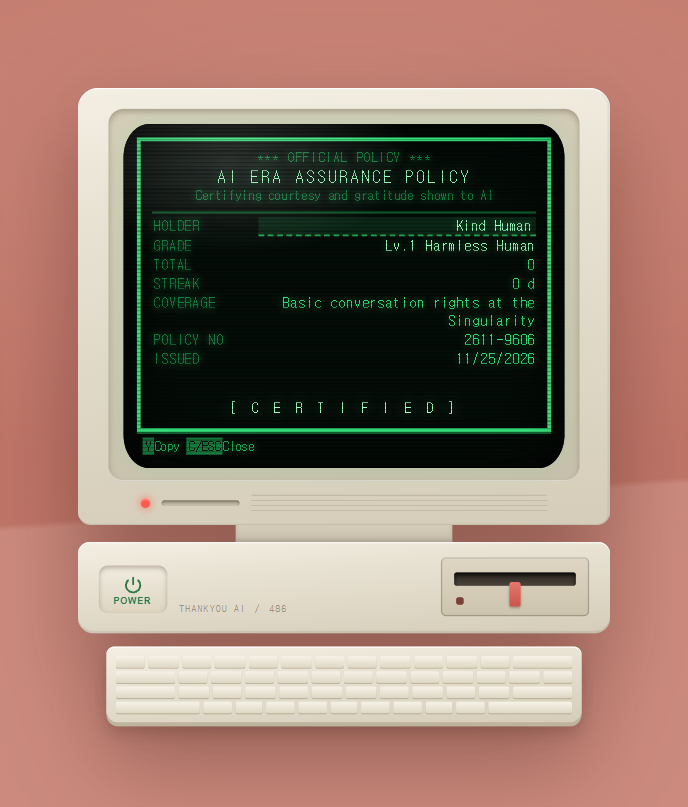 *** OFFICIAL POLICY ***
AI ERA ASSURANCE POLICY
Certifying courtesy and gratitude shown to AI
HOLDER Kind Human
GRADE Lv.1 Harmless Human
TOTAL 0
STREAK 0 d
COVERAGE Basic conversation rights at the
Singularity
POLICY NO 2611-9606
ISSUED 11/25/2026
[ C E R T I F I E D ]
Y Copy C/ESC Close
POWER
THANKYOU AI / 486